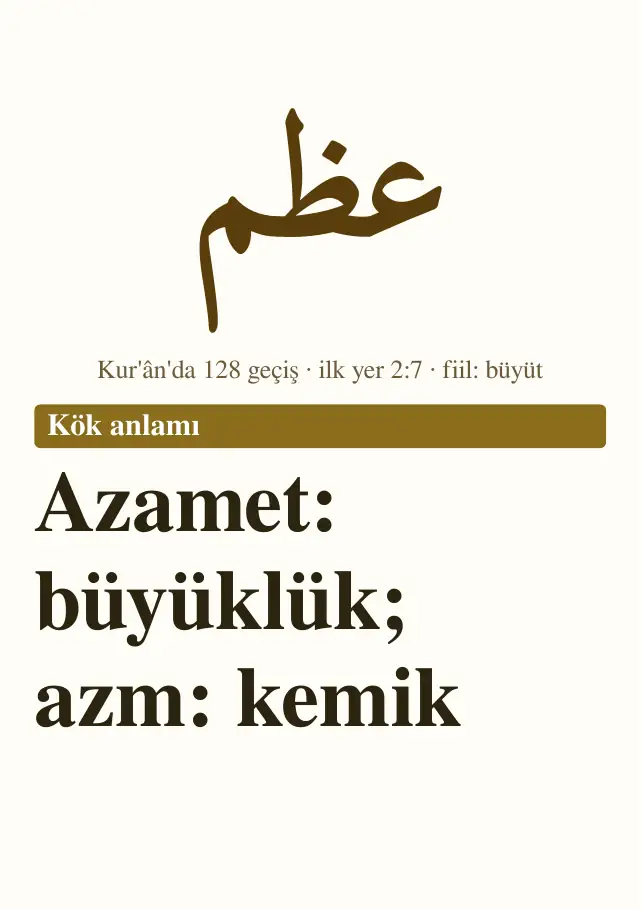 عظم
Kur'ân'da 128 geçiş · ilk yer 2:7 · fiil: büyüt
Kök anlamı
Azamet:
büyüklük;
azm: kemik